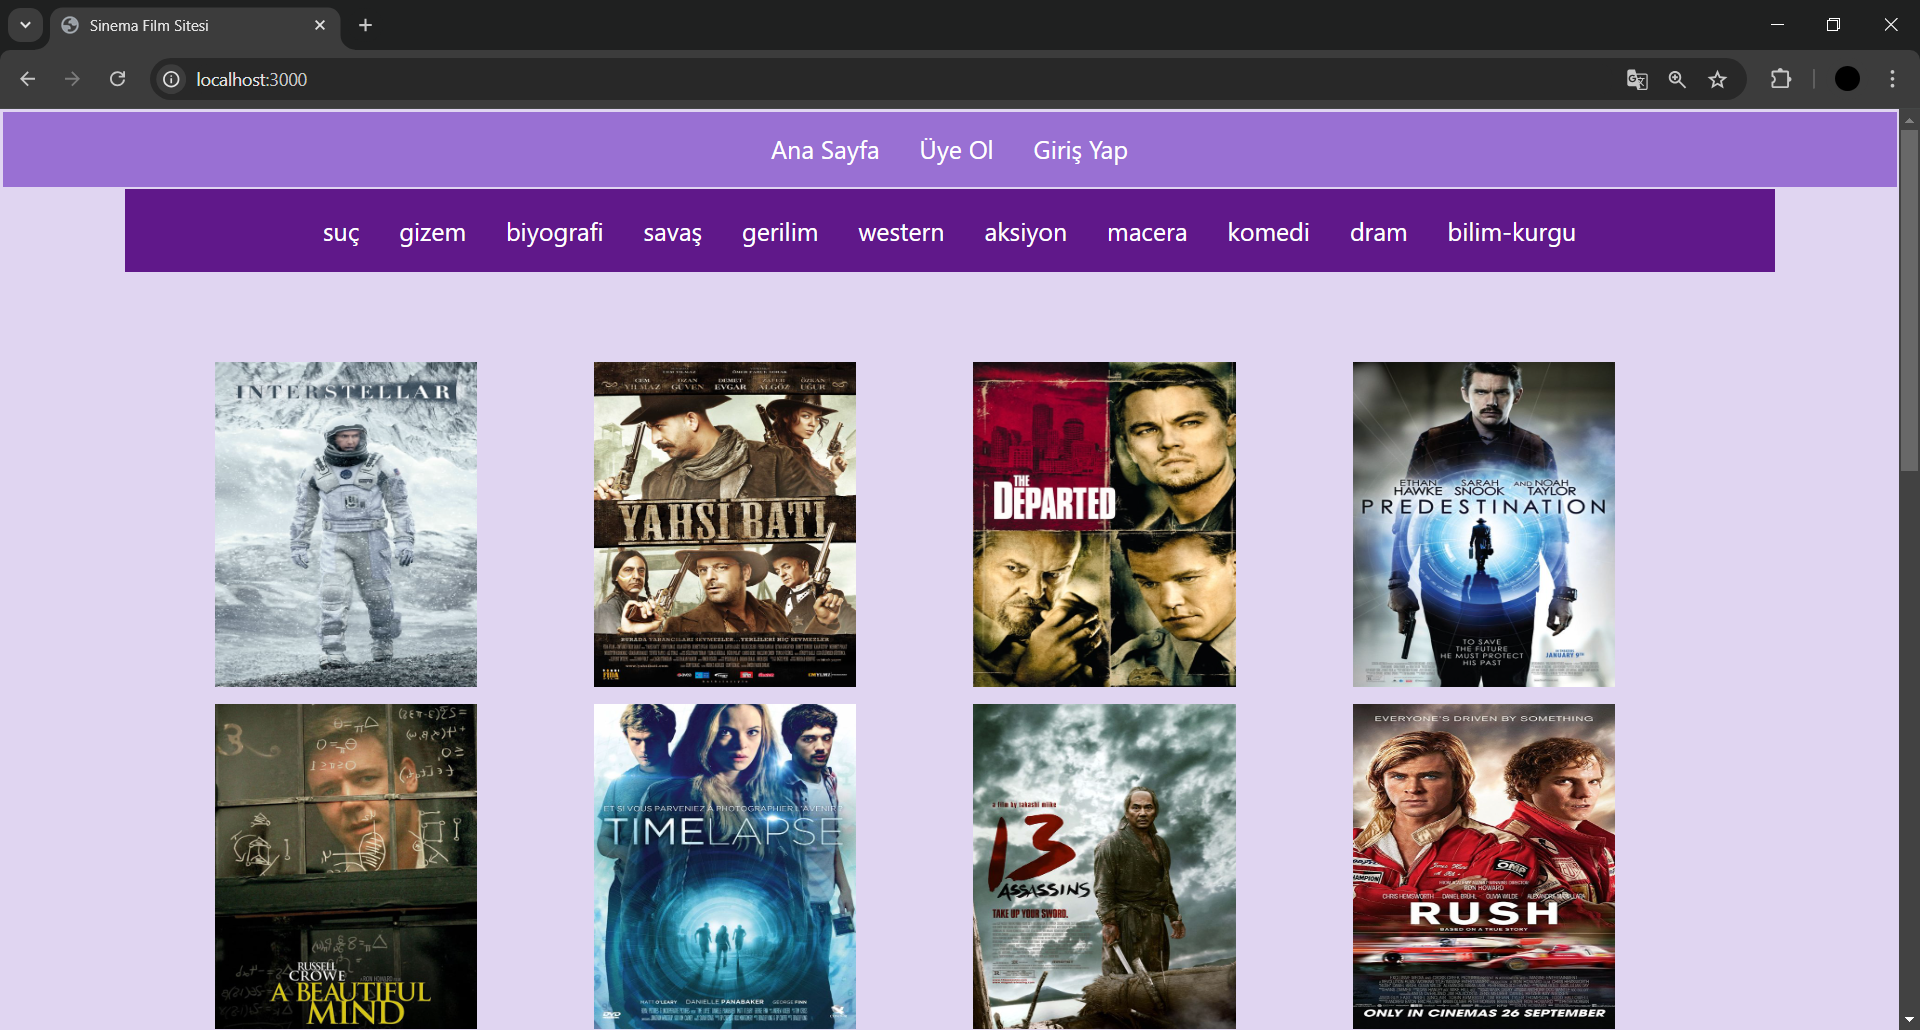 Sinema Film Sitesi
localhost:3000
Ana Sayfa Üye Ol Giriş Yap
suç gizem biyografi savaş gerilim western aksiyon macera komedi dram bilim-kurgu
INTERSTELLAR
CEM YILMAZ OZAN GÜVEN DEMET EVGAR ZAFER ALGÖZ ÖZKAN UĞUR
YAHŞİ BATI
THE
DEPARTED
ETHAN HAWKE SARAH SNOOK AND NOAH TAYLOR
PREDESTINATION
TO SAVE
THE FUTURE
HE MUST PROTECT
HIS PAST
JANUARY 9TH
RUSSELL
CROWE
A BEAUTIFUL
MIND
ET SI VOUS PARVENIEZ À PHOTOGRAPHIER L'AVENIR ?
TIMELAPSE
MATT O'LEARY DANIELLE PANABAKER GEORGE FINN
DVD
a film by takashi miike
13
ASSASSINS
TAKE UP YOUR SWORD.
EVERYONE'S DRIVEN BY SOMETHING
OMP
RON HOWARD
CHRIS HEMSWORTH DANIEL BRÜHL OLIVIA WILDE
RUSH
BASED ON A TRUE STORY
ONLY IN CINEMAS 26 SEPTEMBER